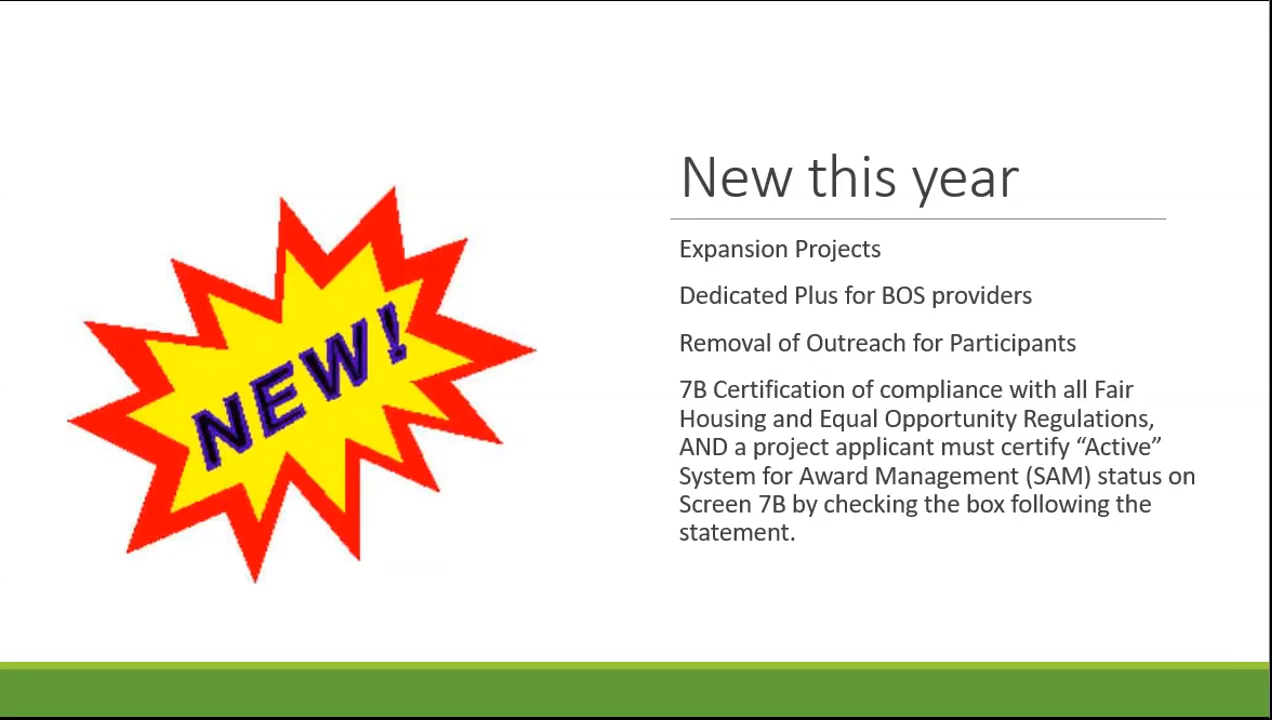 NEW!
New this year
Expansion Projects
Dedicated Plus for BOS providers
Removal of Outreach for Participants
7B Certification of compliance with all Fair
Housing and Equal Opportunity Regulations,
AND a project applicant must certify “Active”
System for Award Management (SAM) status on
Screen 7B by checking the box following the
statement.